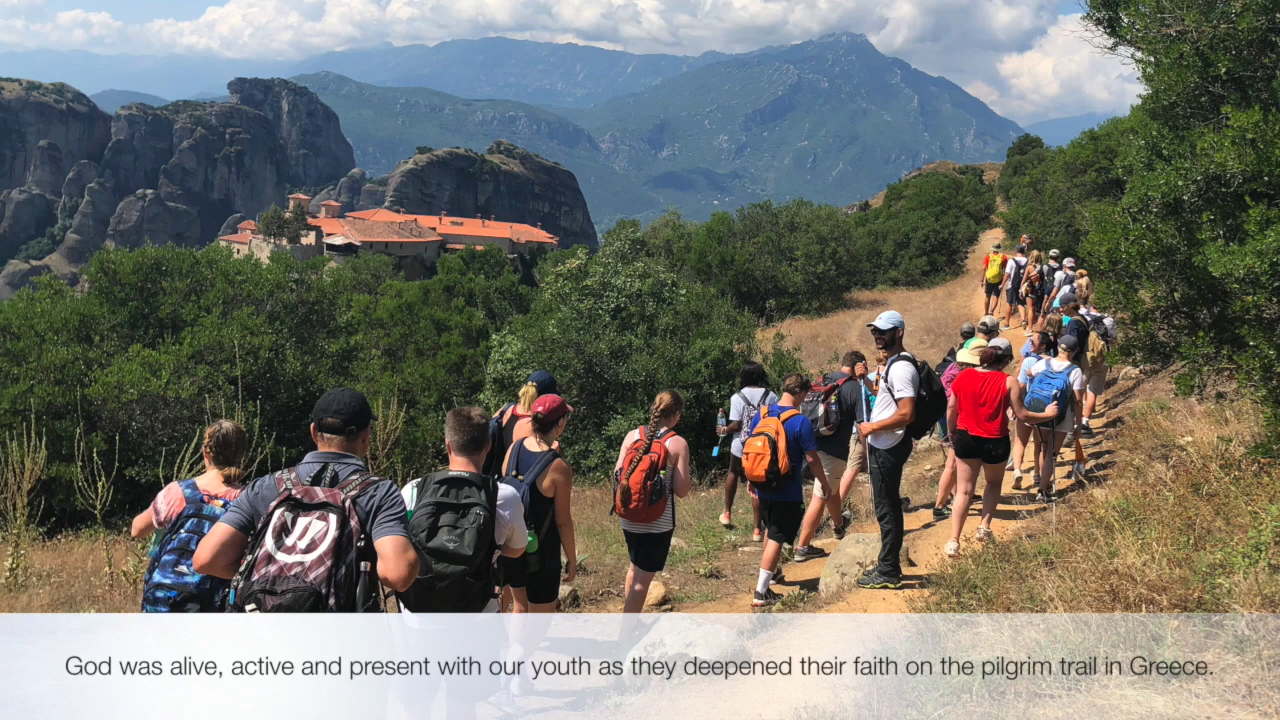 God was alive, active and present with our youth as they deepened their faith on the pilgrim trail in Greece.